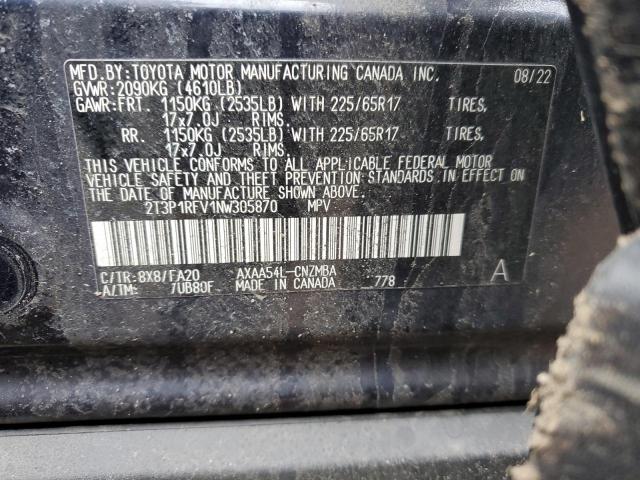 MFD.BY:TOYOTA MOTOR MANUFACTURING CANADA INC. 08/22
GVWR:2090KG (4610LB)
GAWR:FRT. 1150KG (2535LB) WITH 225/65R17 TIRES,
17x7.0J RIMS.
RR. 1150KG (2535LB) WITH 225/65R17 TIRES,
17x7.0J RIMS.
THIS VEHICLE CONFORMS TO ALL APPLICABLE FEDERAL MOTOR
VEHICLE SAFETY AND THEFT PREVENTION STANDARDS IN EFFECT ON
THE DATE OF MANUFACTURE SHOWN ABOVE.
2T3P1RFV1NW305870 MPV
C/TR:8X8/FA20 AXAA54L-CNZMBA
A/TM: /UB80F MADE IN CANADA 778 A